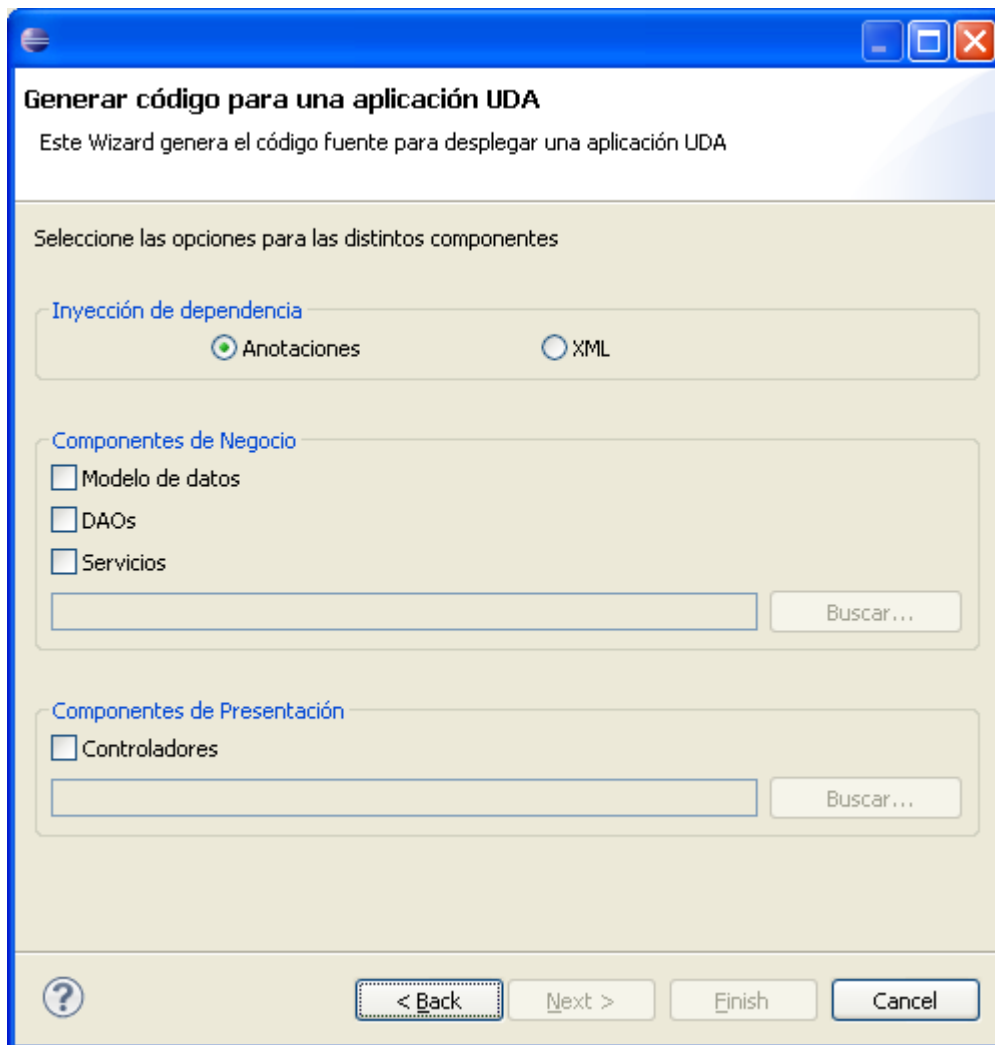 Generar código para una aplicación UDA
Este Wizard genera el código fuente para desplegar una aplicación UDA
Seleccione las opciones para las distintos componentes
Inyección de dependencia
Anotaciones XML
Componentes de Negocio
Modelo de datos
DAOs
Servicios
Buscar...
Componentes de Presentación
Controladores
Buscar...
? < Back Next > Finish Cancel